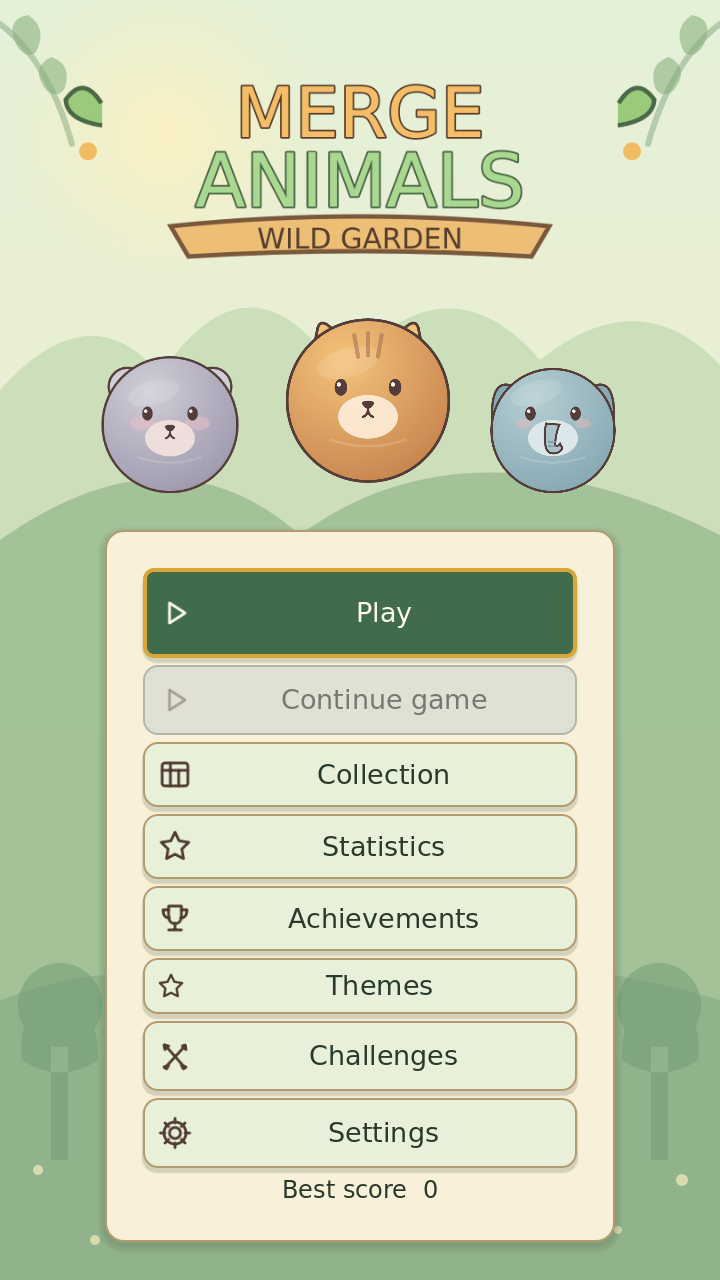 MERGE
ANIMALS
WILD GARDEN
Play
Continue game
Collection
Statistics
Achievements
Themes
Challenges
Settings
Best score 0